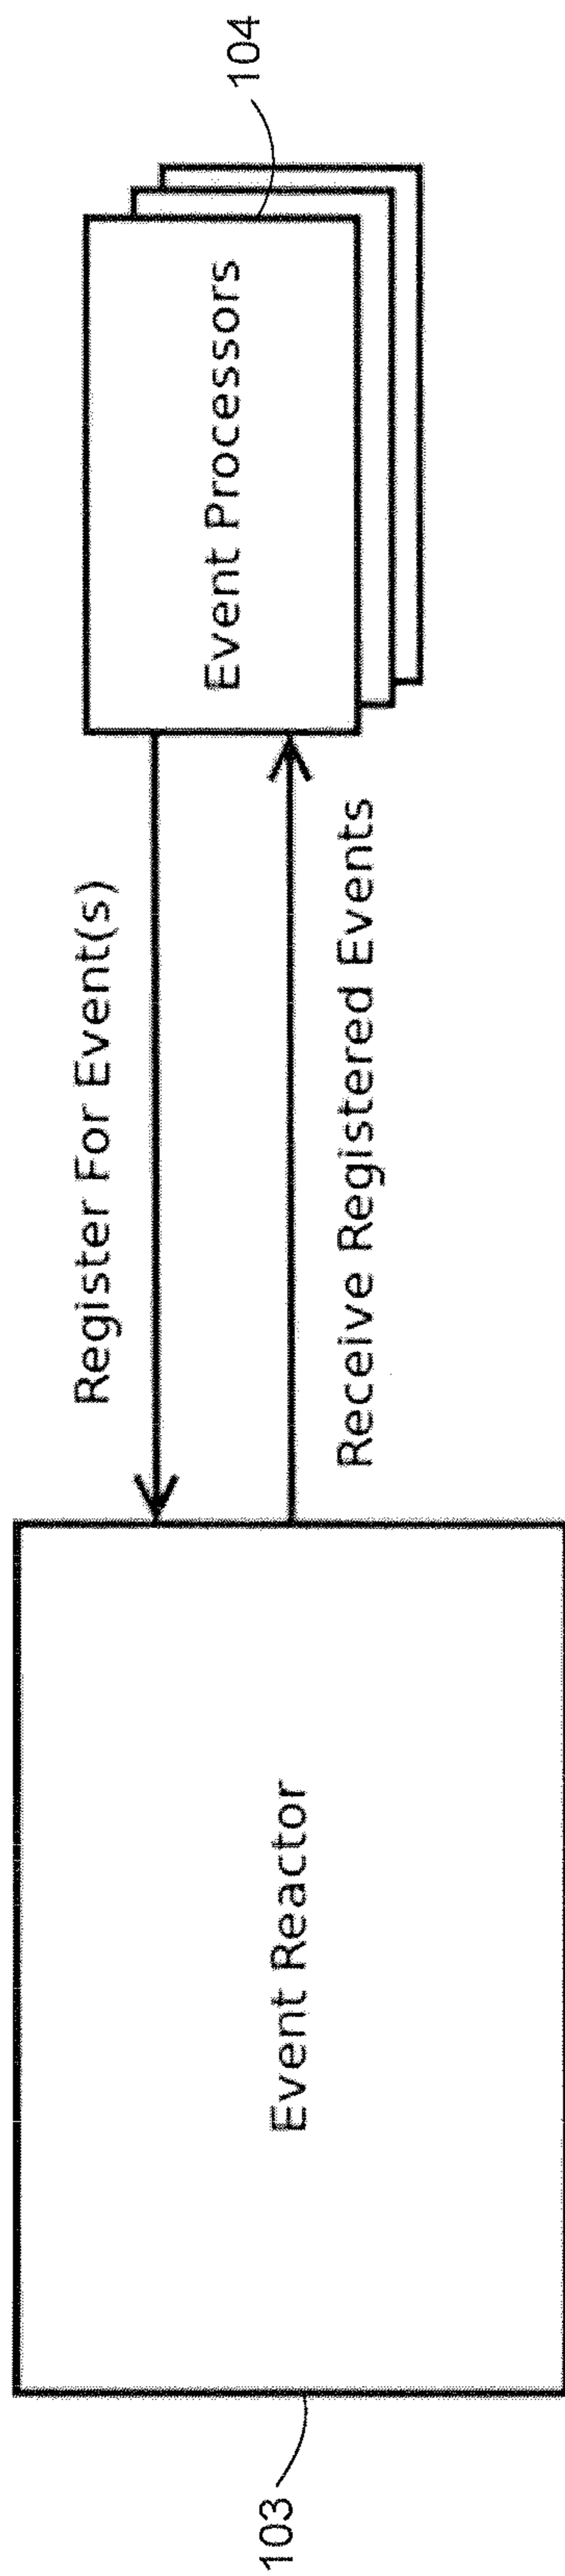 Register For Event(s)
Event Reactor
Event Processors
Receive Registered Events
103
104